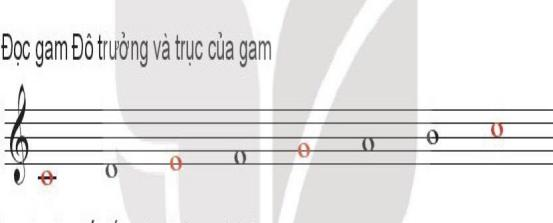 Đọc gam Đô trưởng và trục của gam